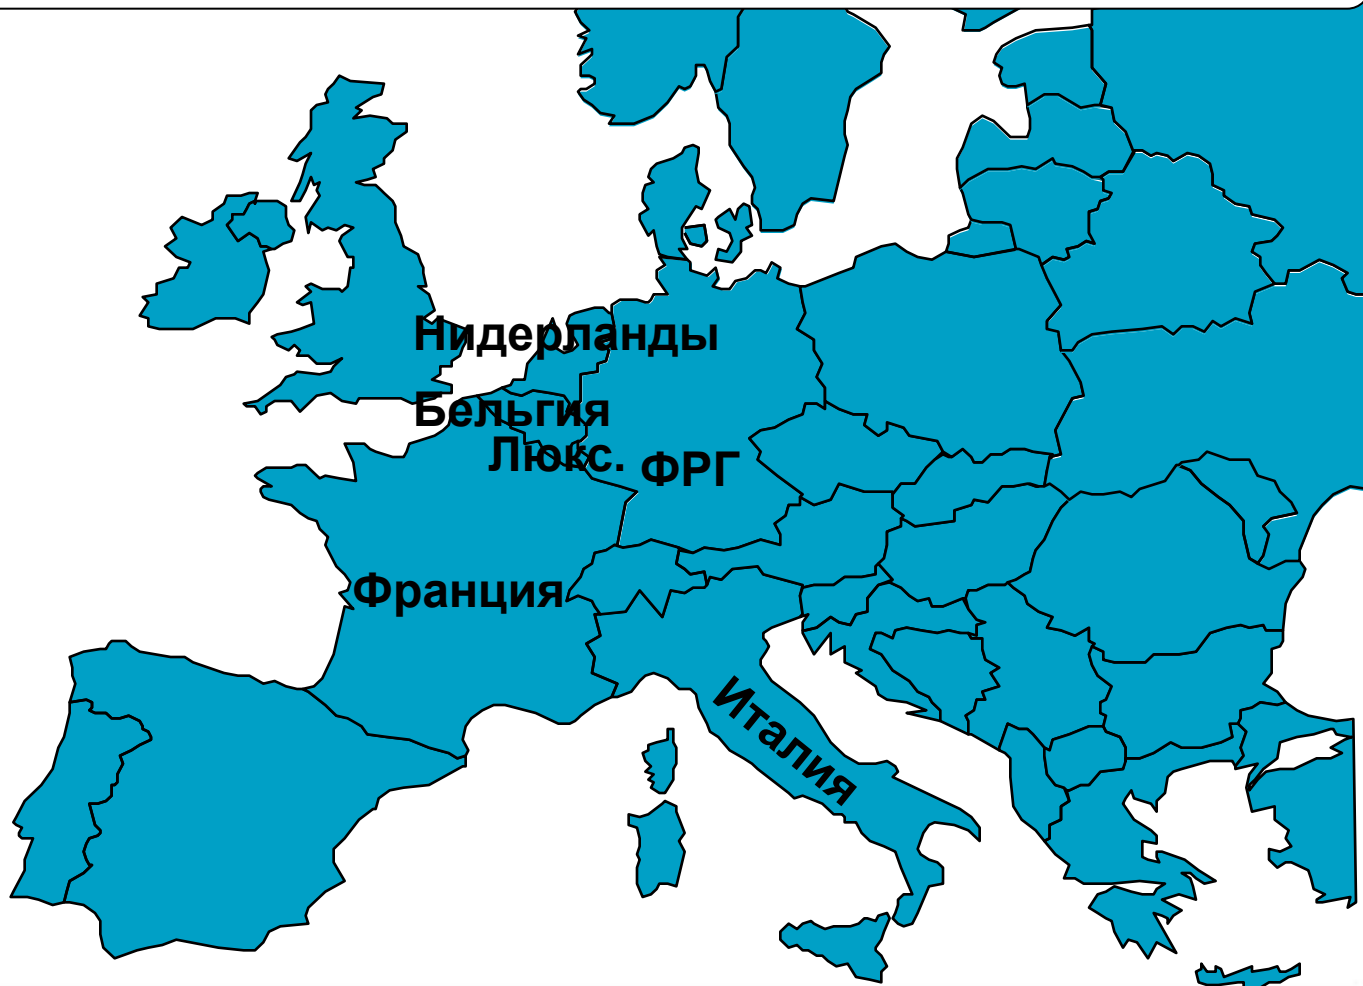 Нидерланды
Бельгия
Люкс.
ФРГ
Франция
Италия